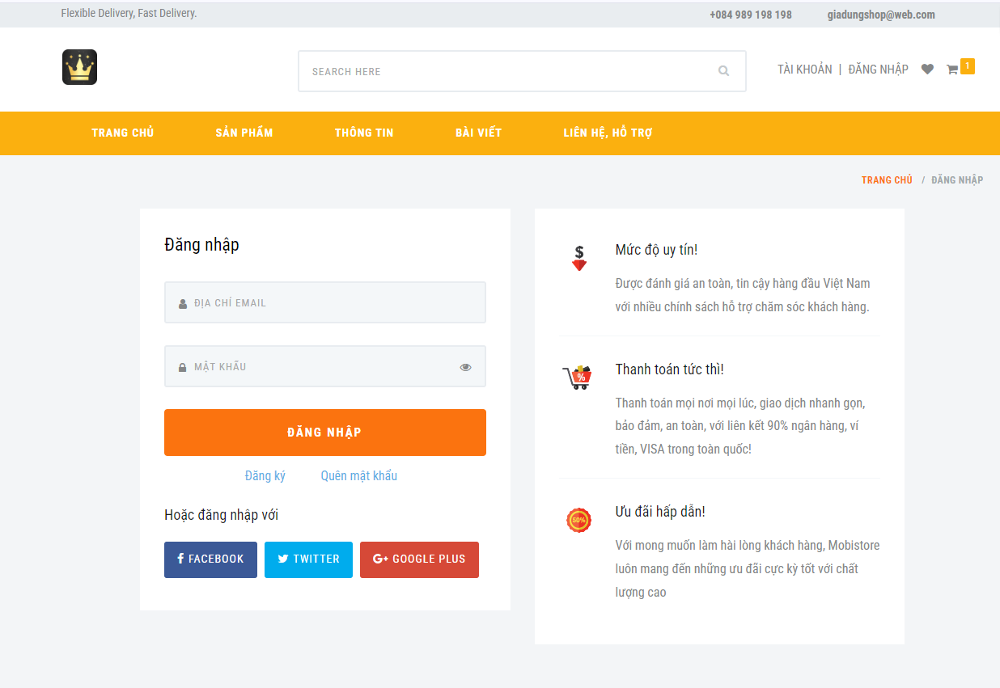 Flexible Delivery, Fast Delivery.
+084 989 198 198
giadungshop@web.com
SEARCH HERE
TÀI KHOẢN | ĐĂNG NHẬP
1
TRANG CHỦ
SẢN PHẨM
THÔNG TIN
BÀI VIẾT
LIÊN HỆ, HỖ TRỢ
TRANG CHỦ / ĐĂNG NHẬP
Đăng nhập
ĐỊA CHỈ EMAIL
MẬT KHẨU
ĐĂNG NHẬP
Đăng ký
Quên mật khẩu
Hoặc đăng nhập với
FACEBOOK
TWITTER
G+ GOOGLE PLUS
$
Mức độ uy tín!
Được đánh giá an toàn, tin cậy hàng đầu Việt Nam
với nhiều chính sách hỗ trợ chăm sóc khách hàng.
%
Thanh toán tức thì!
Thanh toán mọi nơi mọi lúc, giao dịch nhanh gọn,
bảo đảm, an toàn, với liên kết 90% ngân hàng, ví
tiền, VISA trong toàn quốc!
50%
Ưu đãi hấp dẫn!
Với mong muốn làm hài lòng khách hàng, Mobistore
luôn mang đến những ưu đãi cực kỳ tốt với chất
lượng cao